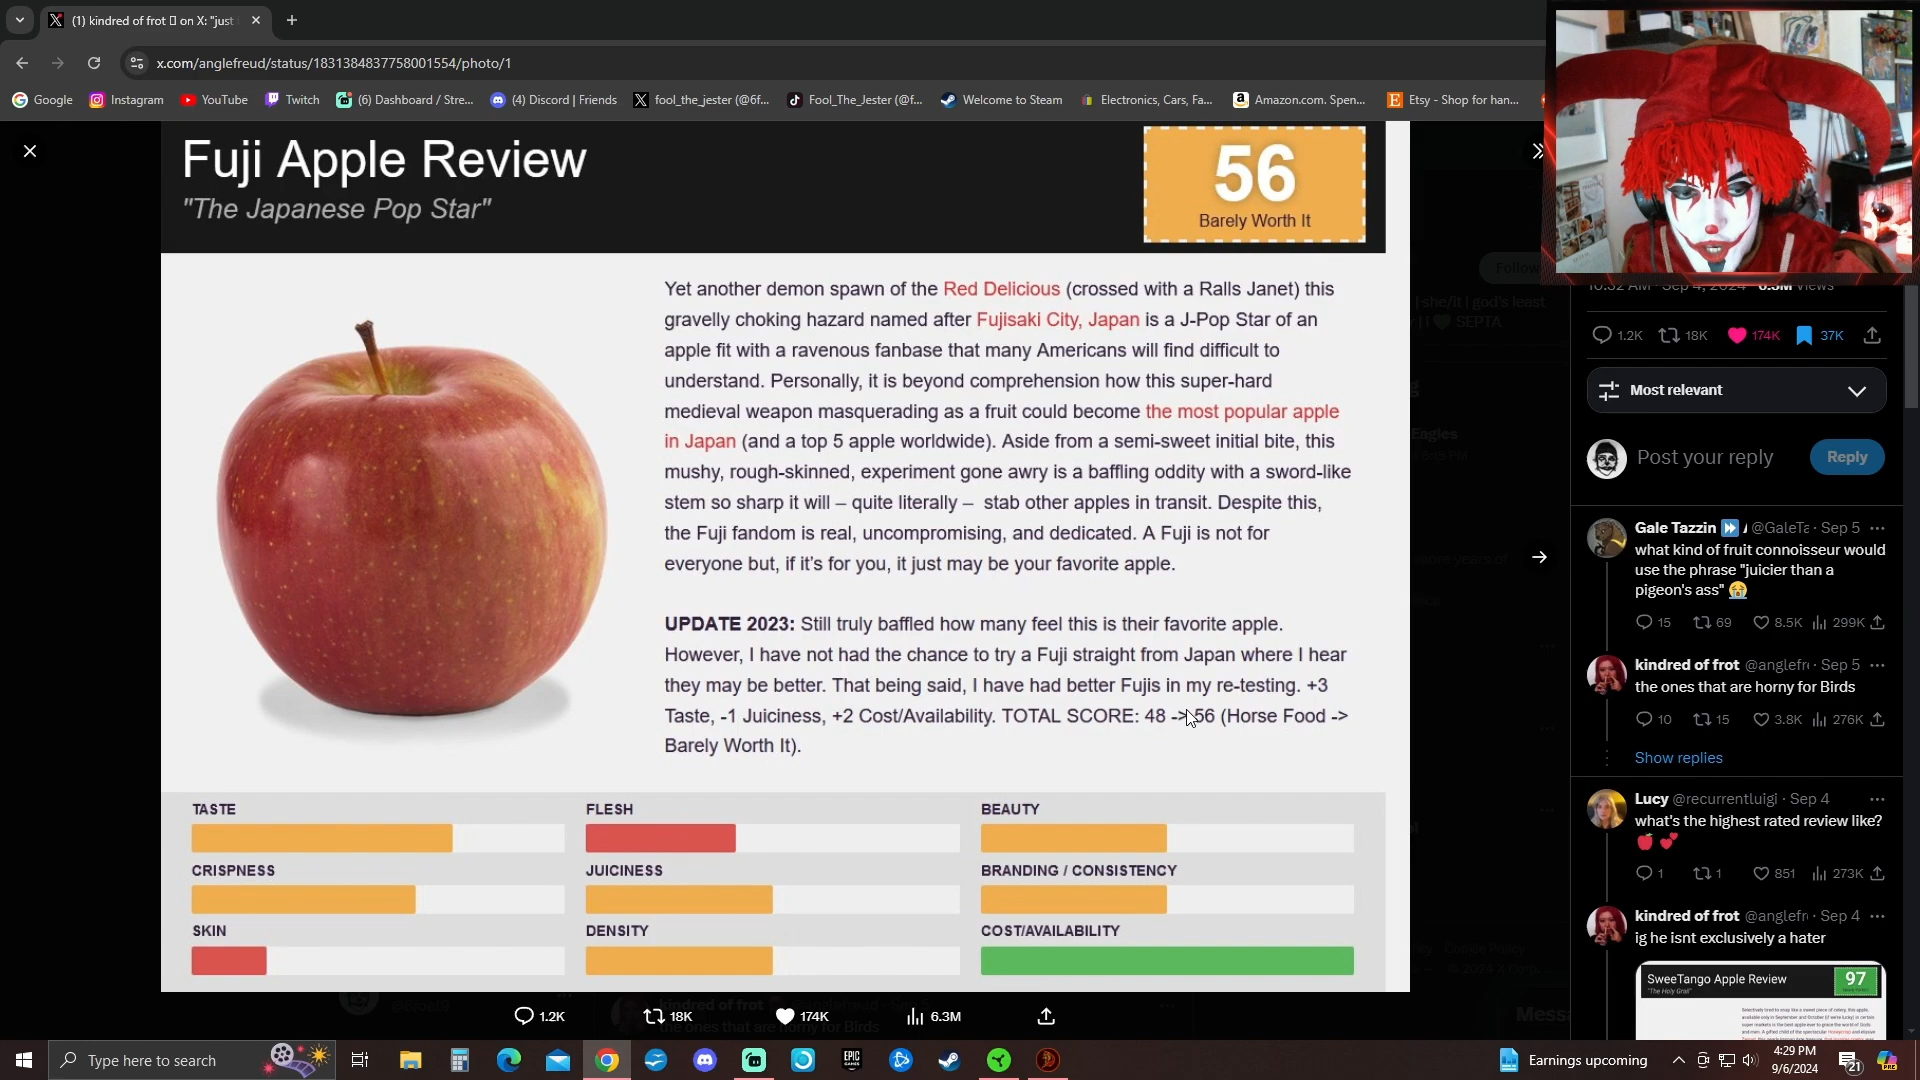 (1) kindred of frot on X: "just
x.com/anglefreud/status/1831384837758001554/photo/1
Google
Instagram
YouTube
Twitch
(6) Dashboard / Stre...
(4) Discord | Friends
fool_the_jester (@6f...
Fool_The_Jester (@f...
Welcome to Steam
Electronics, Cars, Fa...
Amazon.com. Spen...
Etsy - Shop for han...
Fuji Apple Review
"The Japanese Pop Star"
56
Barely Worth It
Yet another demon spawn of the Red Delicious (crossed with a Ralls Janet) this
gravelly choking hazard named after Fujisaki City, Japan is a J-Pop Star of an
apple fit with a ravenous fanbase that many Americans will find difficult to
understand. Personally, it is beyond comprehension how this super-hard
medieval weapon masquerading as a fruit could become the most popular apple
in Japan (and a top 5 apple worldwide). Aside from a semi-sweet initial bite, this
mushy, rough-skinned, experiment gone awry is a baffling oddity with a sword-like
stem so sharp it will – quite literally – stab other apples in transit. Despite this,
the Fuji fandom is real, uncompromising, and dedicated. A Fuji is not for
everyone but, if it's for you, it just may be your favorite apple.
UPDATE 2023: Still truly baffled how many feel this is their favorite apple.
However, I have not had the chance to try a Fuji straight from Japan where I hear
they may be better. That being said, I have had better Fujis in my re-testing. +3
Taste, -1 Juiciness, +2 Cost/Availability. TOTAL SCORE: 48 -> 56 (Horse Food ->
Barely Worth It).
TASTE
FLESH
BEAUTY
CRISPNESS
JUICINESS
BRANDING / CONSISTENCY
SKIN
DENSITY
COST/AVAILABILITY
1.2K
18K
174K
6.3M
10:32 AM · Sep 4, 2024 · 6.3M Views
1.2K
18K
174K
37K
Most relevant
Post your reply
Reply
Gale Tazzin @GaleTa · Sep 5
what kind of fruit connoisseur would
use the phrase "juicier than a
pigeon's ass"
15
69
8.5K
299K
kindred of frot @anglefr · Sep 5
the ones that are horny for Birds
10
15
3.8K
276K
Show replies
Lucy @recurrentluigi · Sep 4
what's the highest rated review like?
1
1
851
273K
kindred of frot @anglefr · Sep 4
ig he isnt exclusively a hater
SweeTango Apple Review
"The Holy Grail"
97
Type here to search
Earnings upcoming
4:29 PM
9/6/2024
21